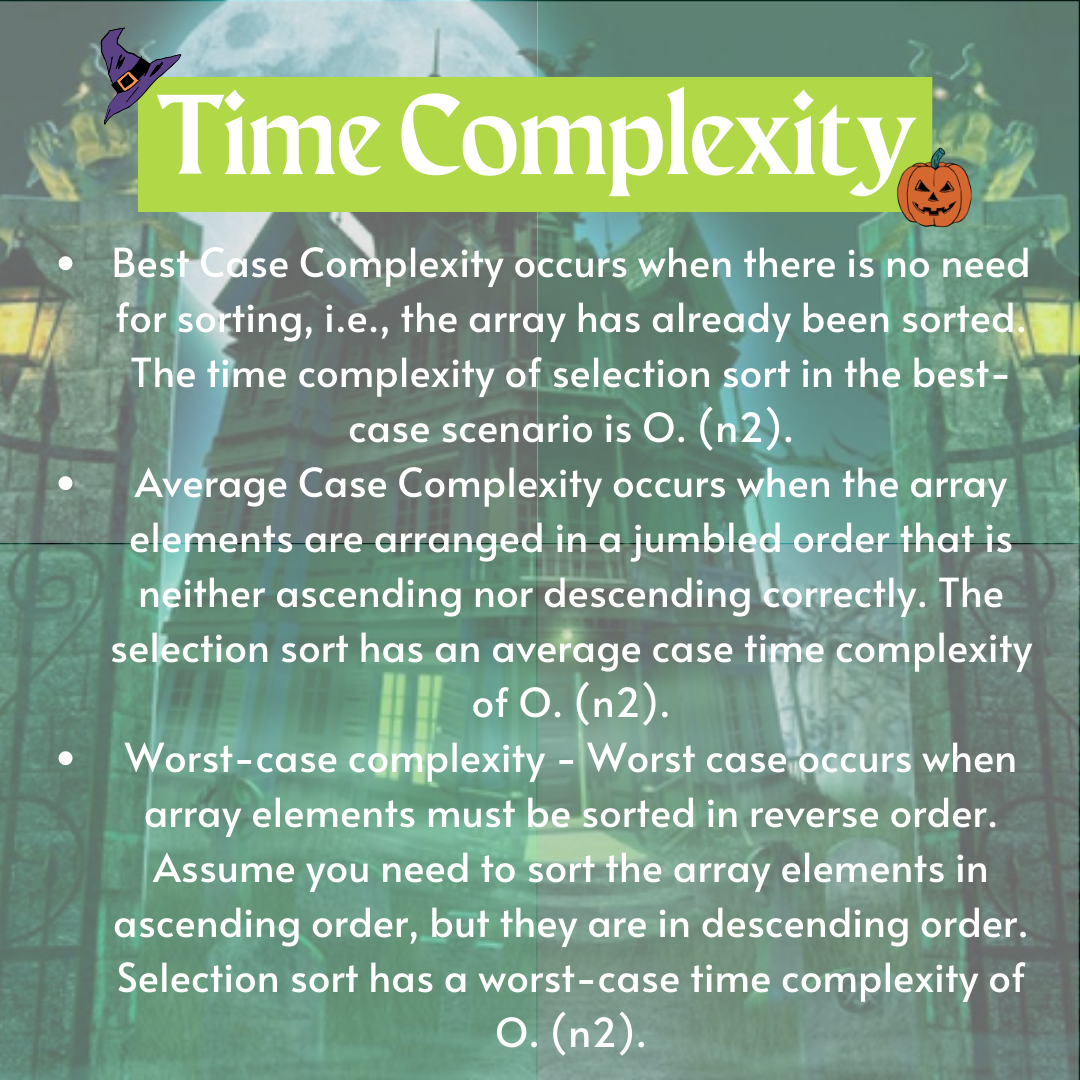 Time Complexity
• Best Case Complexity occurs when there is no need
for sorting, i.e., the array has already been sorted.
The time complexity of selection sort in the best-
case scenario is O. (n2).
• Average Case Complexity occurs when the array
elements are arranged in a jumbled order that is
neither ascending nor descending correctly. The
selection sort has an average case time complexity
of O. (n2).
• Worst-case complexity - Worst case occurs when
array elements must be sorted in reverse order.
Assume you need to sort the array elements in
ascending order, but they are in descending order.
Selection sort has a worst-case time complexity of
O. (n2).